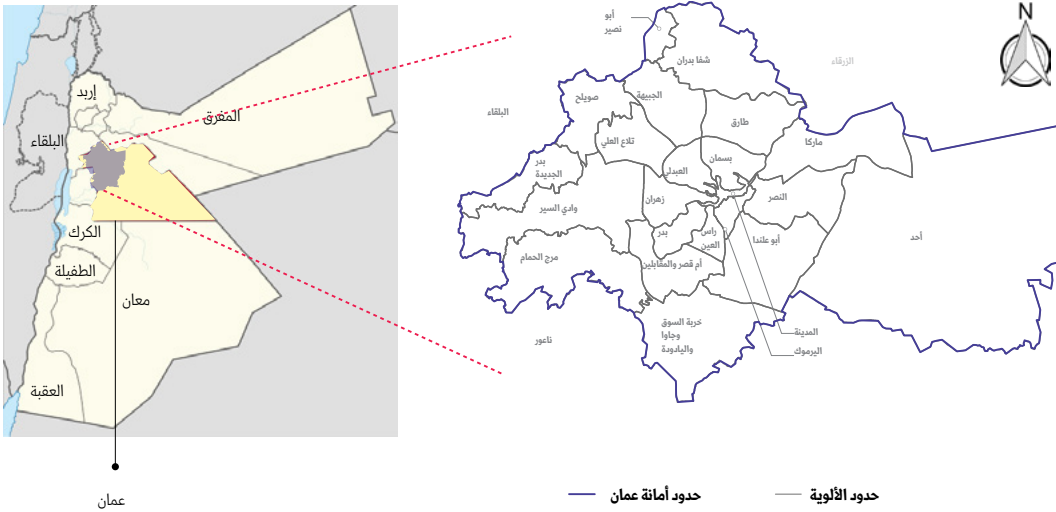 N
أبو
نصير
شفا بدران
الزرقاء
صويلح
الجبيهة
البلقاء
طارق
ماركا
تلاع العلي
بسمان
بدر
الجديدة
العبدلي
النصر
زهران
وادي السير
أحد
بدر
راس
العين
أبو علندا
مرج الحمام
أم قصر والمقابلين
خربة السوق
وجاوا
واليادودة
المدينة
اليرموك
ناعور
إربد
المفرق
البلقاء
الكرك
الطفيلة
معان
العقبة
عمان
حدود الألوية
حدود أمانة عمان